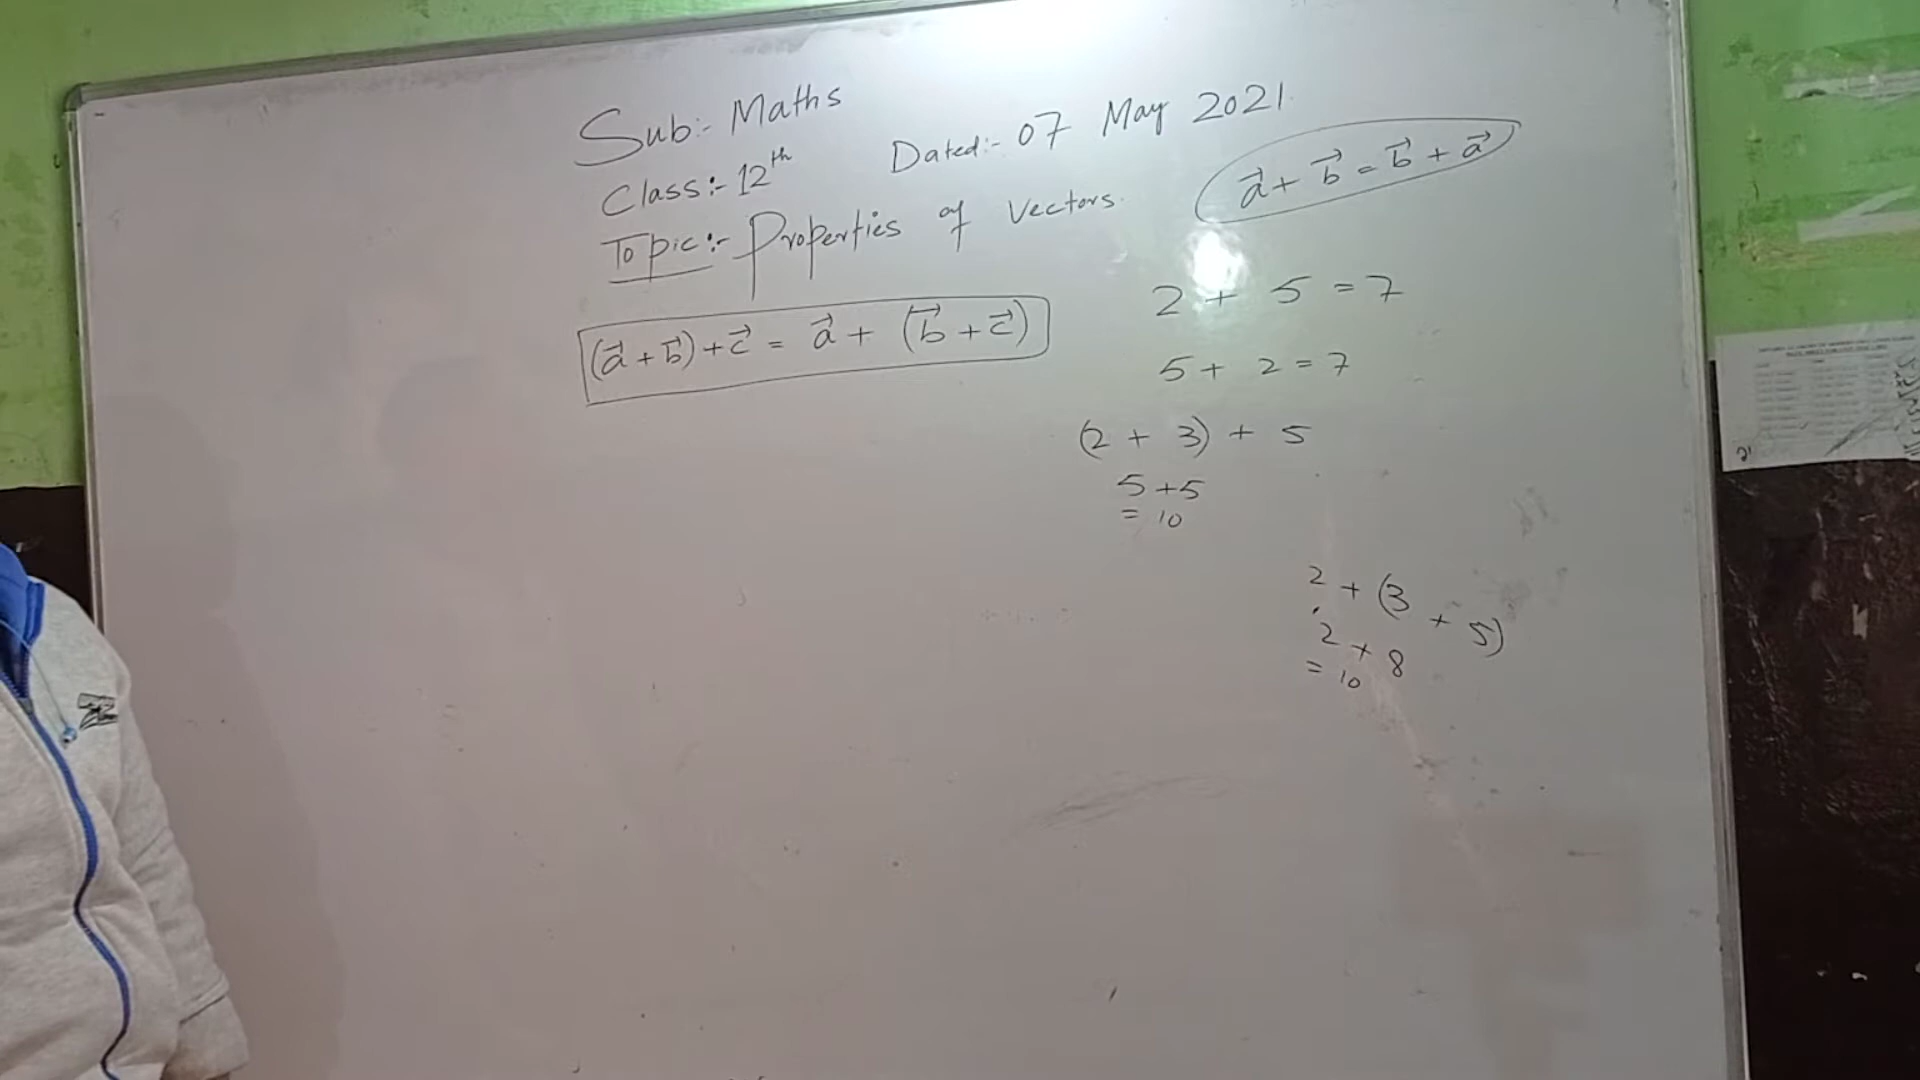 Sub:- Maths
Class:- 12th Dated:- 07 May 2021
Topic:- Properties of Vectors.
a⃗ + b⃗ = b⃗ + a⃗
(a⃗ + b⃗) + c⃗ = a⃗ + (b⃗ + c⃗)
2 + 5 = 7
5 + 2 = 7
(2 + 3) + 5
5 + 5
= 10
2 + (3 + 5)
2 + 8
= 10